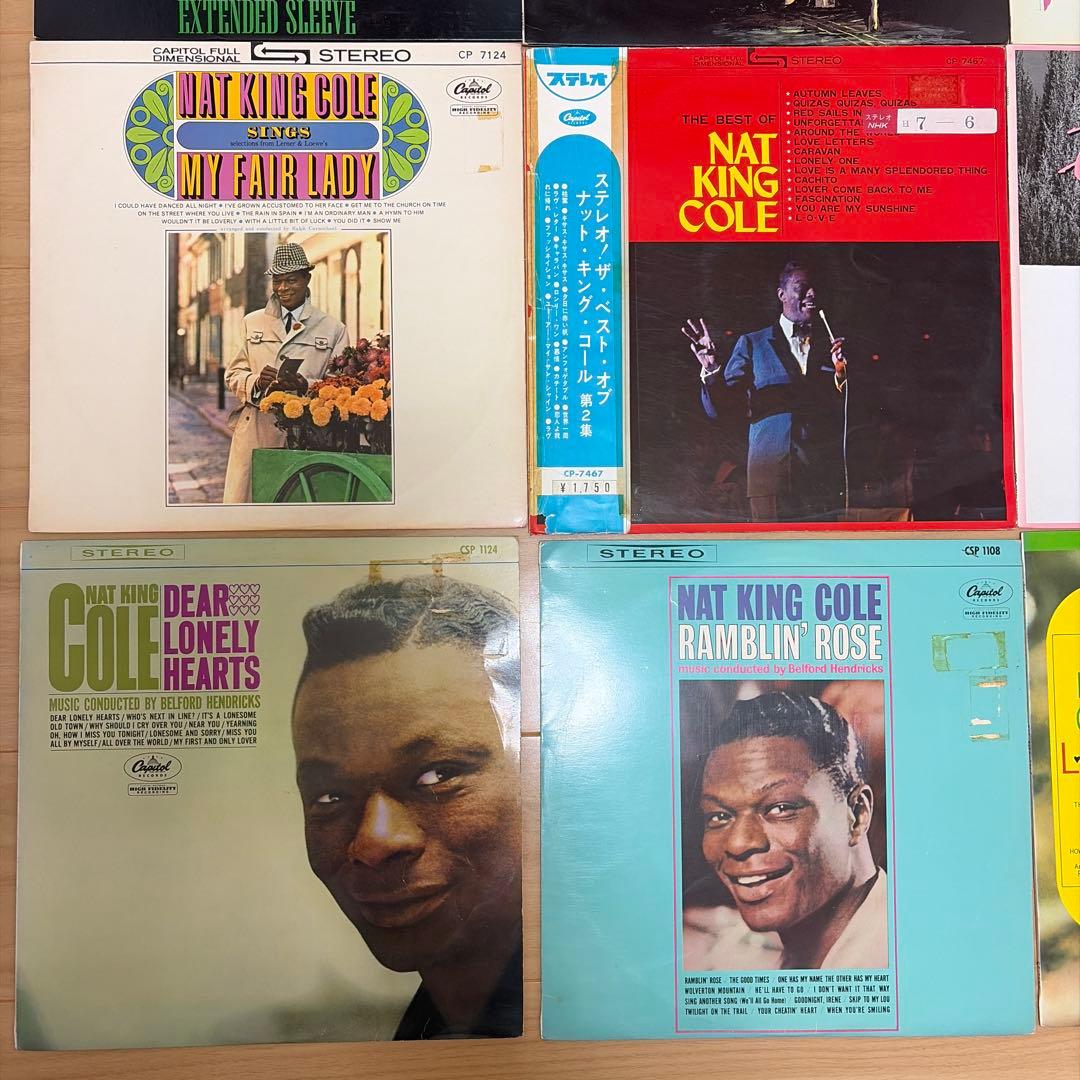 EXTENDED SLEEVE
CAPITOL FULL
DIMENSIONAL
STEREO
CP 7124
NAT KING COLE
SINGS
selections from Lerner & Loewe's
MY FAIR LADY
Capitol
RECORDS
HIGH FIDELITY
RECORDING
I COULD HAVE DANCED ALL NIGHT ● I'VE GROWN ACCUSTOMED TO HER FACE ● GET ME TO THE CHURCH ON TIME
ON THE STREET WHERE YOU LIVE ● THE RAIN IN SPAIN ● I'M AN ORDINARY MAN ● A HYMN TO HIM
WOULDN'T IT BE LOVERLY ● WITH A LITTLE BIT OF LUCK ● YOU DID IT ● SHOW ME
arranged and conducted by Ralph Carmichael
ステレオ
Capitol
ステレオ!ザ・ベスト・オブ
ナット・キング・コール 第2集
CP-7467
¥1,750
CAPITOL FULL
DIMENSIONAL
STEREO
CP 7467
THE BEST OF
NAT
KING
COLE
★ AUTUMN LEAVES
★ QUIZAS, QUIZAS, QUIZAS
★ RED SAILS IN
★ UNFORGETTA
★ AROUND THE
★ LOVE LETTERS
★ CARAVAN
★ LONELY ONE
★ LOVE IS A MANY SPLENDORED THING
★ CACHITO
★ LOVER COME BACK TO ME
★ FASCINATION
★ YOU ARE MY SUNSHINE
★ L-O-V-E
ステレオ
NHK
H7-6
STEREO
CSP 1124
NAT KING
COLE
DEAR
LONELY
HEARTS
MUSIC CONDUCTED BY BELFORD HENDRICKS
DEAR LONELY HEARTS / WHO'S NEXT IN LINE? / IT'S A LONESOME
OLD TOWN / WHY SHOULD I CRY OVER YOU / NEAR YOU / YEARNING
OH, HOW I MISS YOU TONIGHT / LONESOME AND SORRY / MISS YOU
ALL BY MYSELF / ALL OVER THE WORLD / MY FIRST AND ONLY LOVER
Capitol
RECORDS
HIGH FIDELITY
RECORDING
STEREO
CSP 1108
NAT KING COLE
RAMBLIN' ROSE
music conducted by Belford Hendricks
Capitol
RECORDS
HIGH FIDELITY
RECORDING
RAMBLIN' ROSE / THE GOOD TIMES / ONE HAS MY NAME THE OTHER HAS MY HEART
WOLVERTON MOUNTAIN / HE'LL HAVE TO GO / I DON'T WANT IT THAT WAY
SING ANOTHER SONG (We'll All Go Home) / GOODNIGHT, IRENE / SKIP TO MY LOU
TWILIGHT ON THE TRAIL / YOUR CHEATIN' HEART / WHEN YOU'RE SMILING